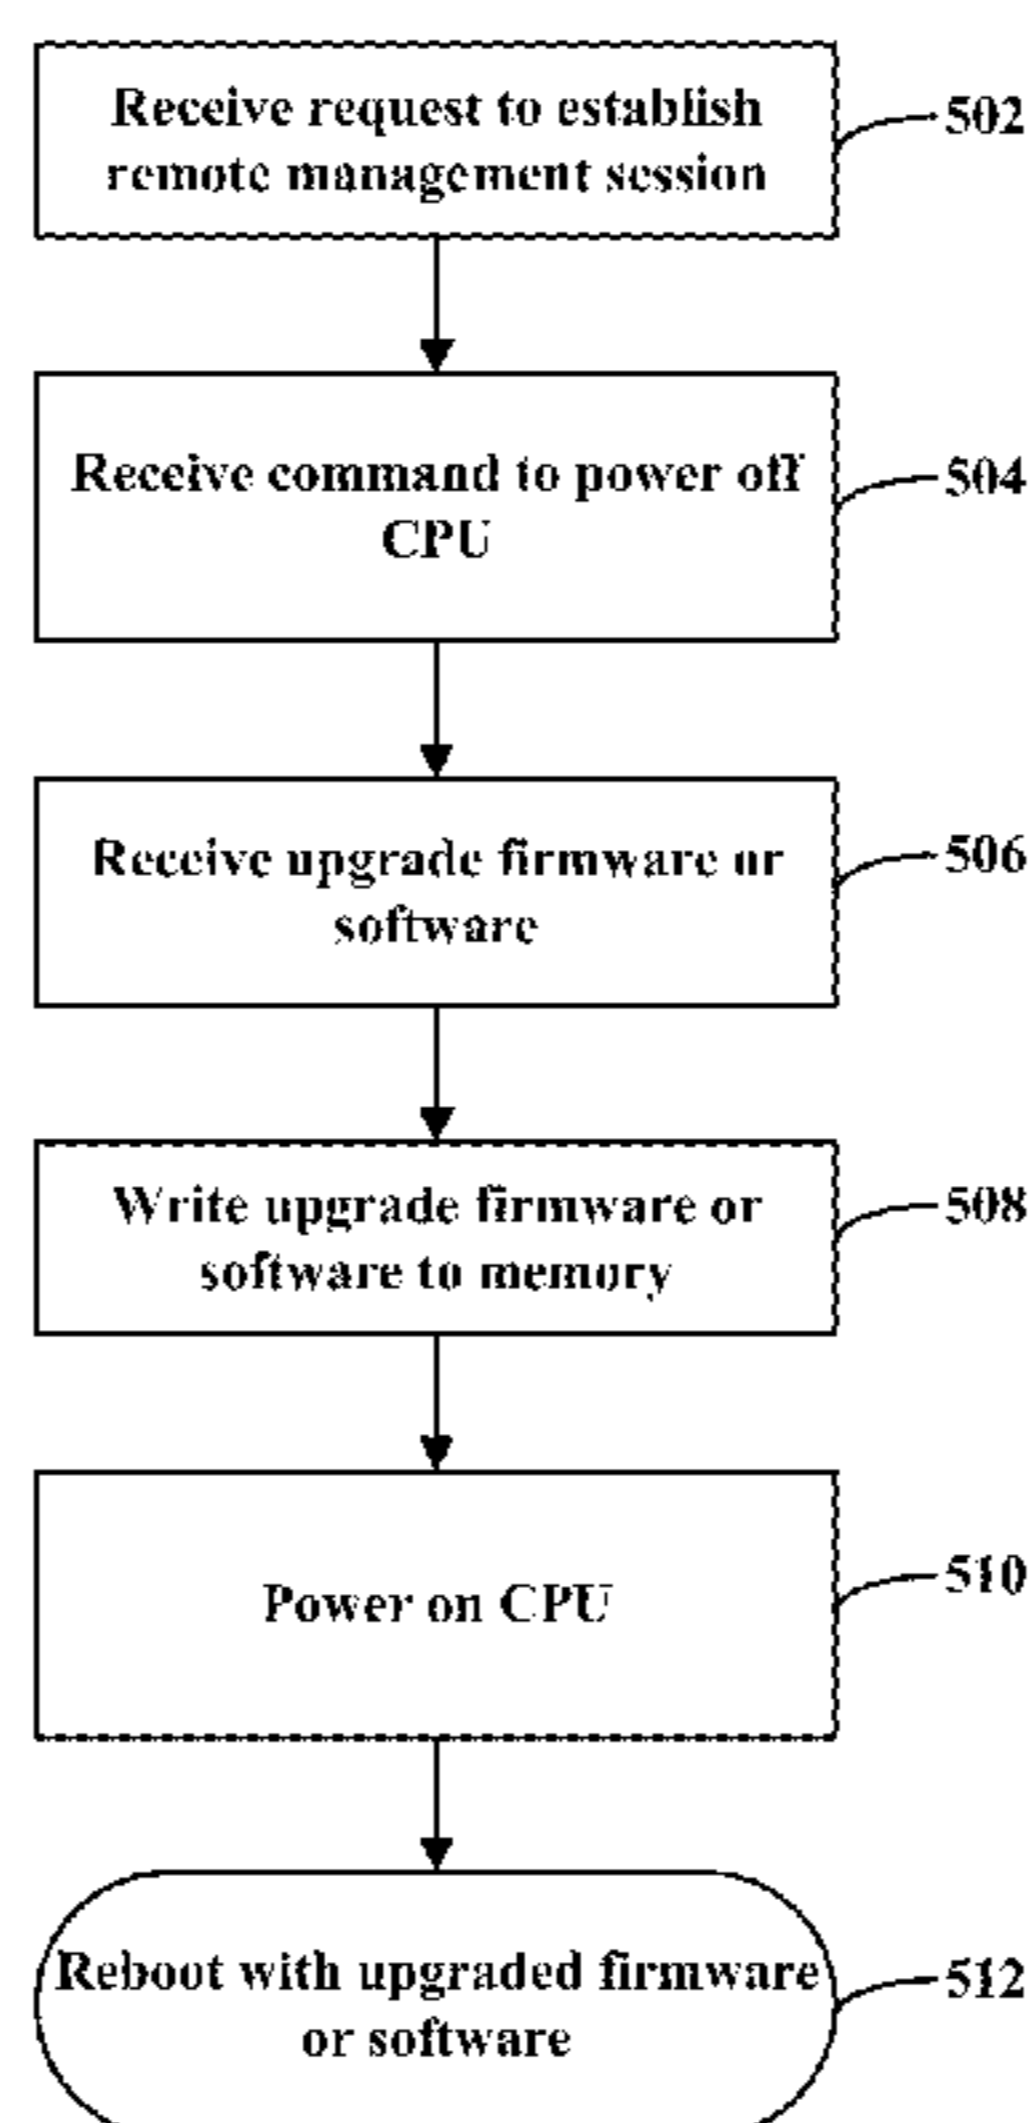 Receive request to establish
remote management session
502
Receive command to power off
CPU
504
Receive upgrade firmware or
software
506
Write upgrade firmware or
software to memory
508
Power on CPU
510
Reboot with upgraded firmware
or software
512